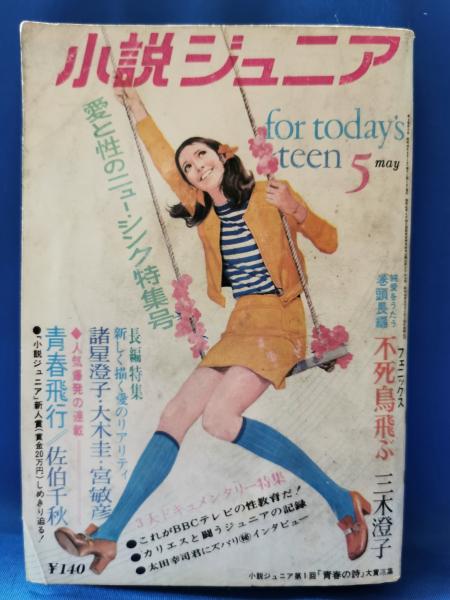 小説ジュニア
for today's
teen 5 may
愛と性のニュー・シンク特集号
純愛をうたう
巻頭長編
フェニックス
不死鳥飛ぶ 三木澄子
長編特集
新しく描く愛のリアリティ
諸星澄子・大木圭・宮敏彦
◆人気爆発の連載
青春飛行／佐伯千秋
●「小説ジュニア」新人賞(賞金20万円)しめきり迫る!
3大ドキュメンタリー特集
●これがBBCテレビの性教育だ!
●カリエスと闘うジュニアの記録
●太田幸司君にズバリ㊙インタビュー
¥140
小説ジュニア第1回「青春の詩」大賞三篇